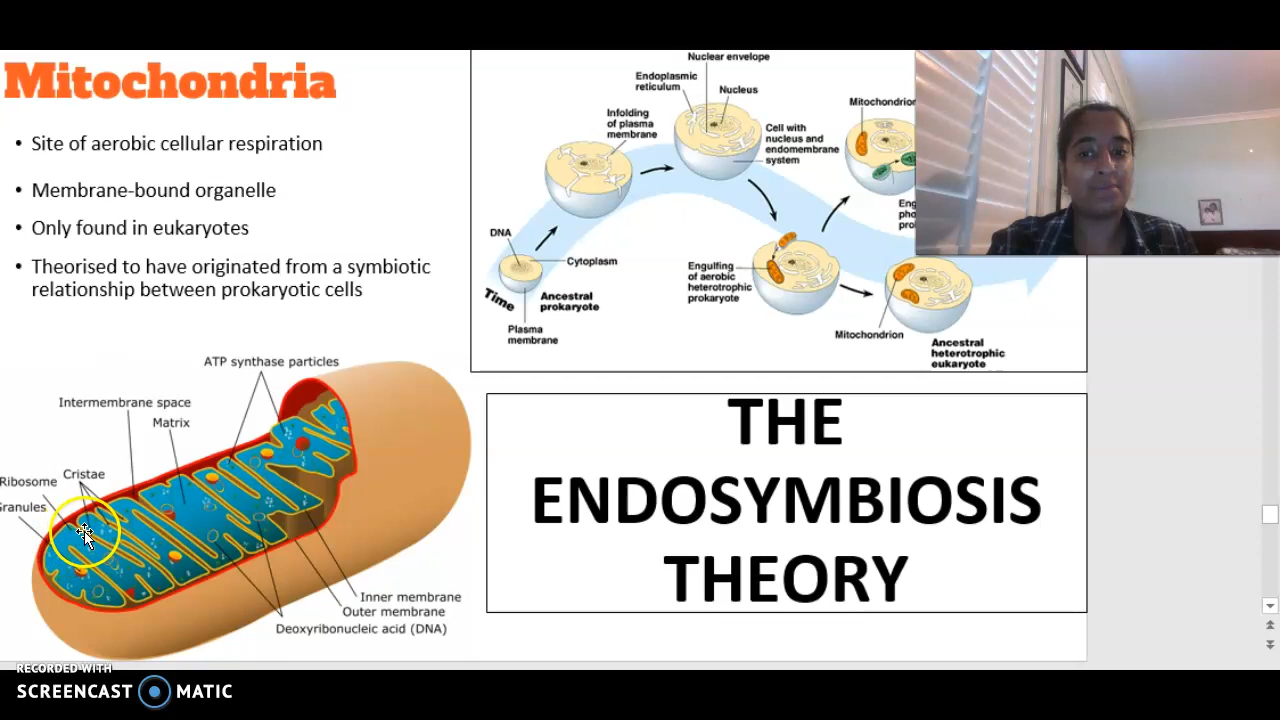 Mitochondria
• Site of aerobic cellular respiration
• Membrane-bound organelle
• Only found in eukaryotes
• Theorised to have originated from a symbiotic
relationship between prokaryotic cells
Nuclear envelope
Endoplasmic
reticulum
Nucleus
Infolding
of plasma
membrane
Cell with
nucleus and
endomembrane
system
Mitochondrion
DNA
Cytoplasm
Time
Ancestral
prokaryote
Plasma
membrane
Engulfing
of aerobic
heterotrophic
prokaryote
Eng
pho
pro
Mitochondrion
Ancestral
heterotrophic
eukaryote
ATP synthase particles
Intermembrane space
Matrix
Cristae
Ribosome
Granules
Inner membrane
Outer membrane
Deoxyribonucleic acid (DNA)
THE
ENDOSYMBIOSIS
THEORY
RECORDED WITH
SCREENCAST MATIC